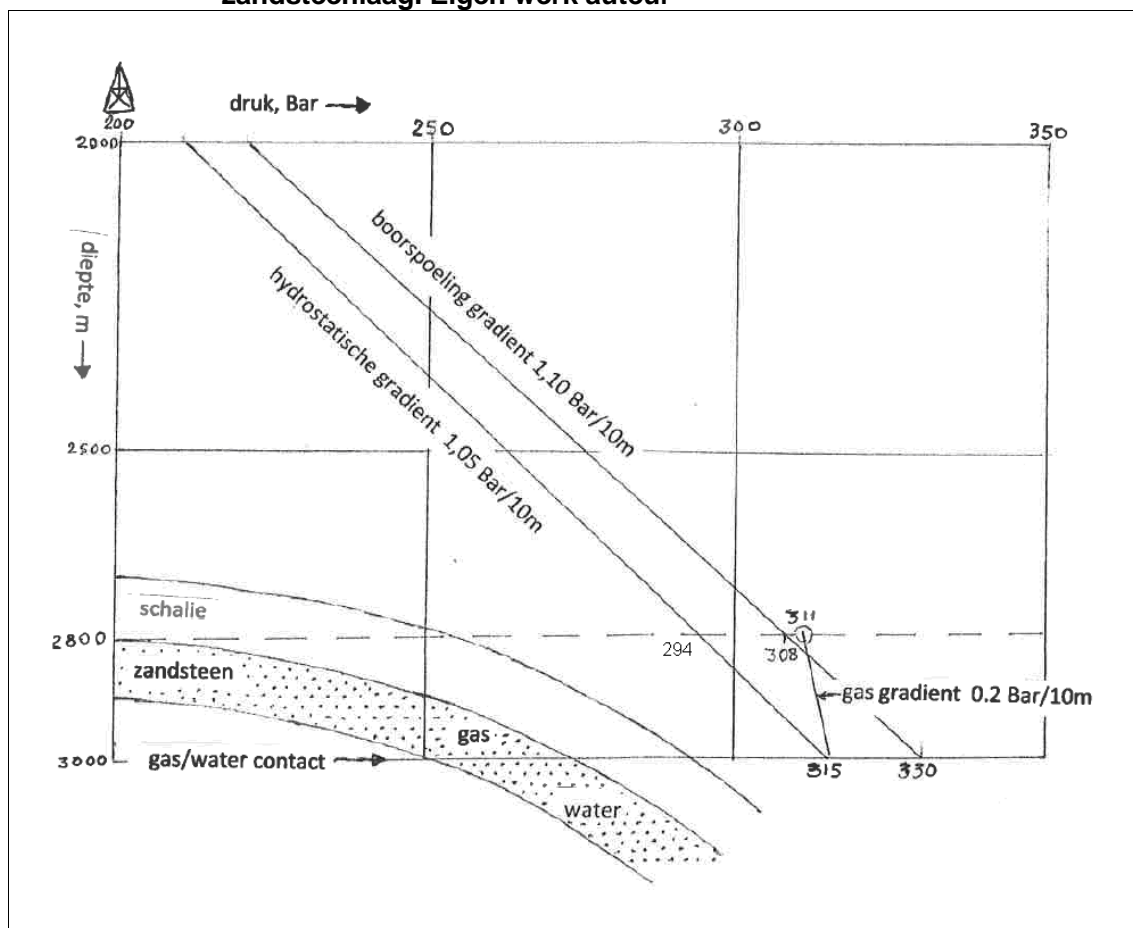 zandsteenlaag. Eigen werk auteur
druk, Bar
200
250
300
350
2000
diepte, m
boorspoeling gradient 1,10 Bar/10m
hydrostatische gradient 1,05 Bar/10m
2500
schalie
2800
294
308
311
zandsteen
gas gradient 0.2 Bar/10m
gas
3000
gas/water contact
315
330
water